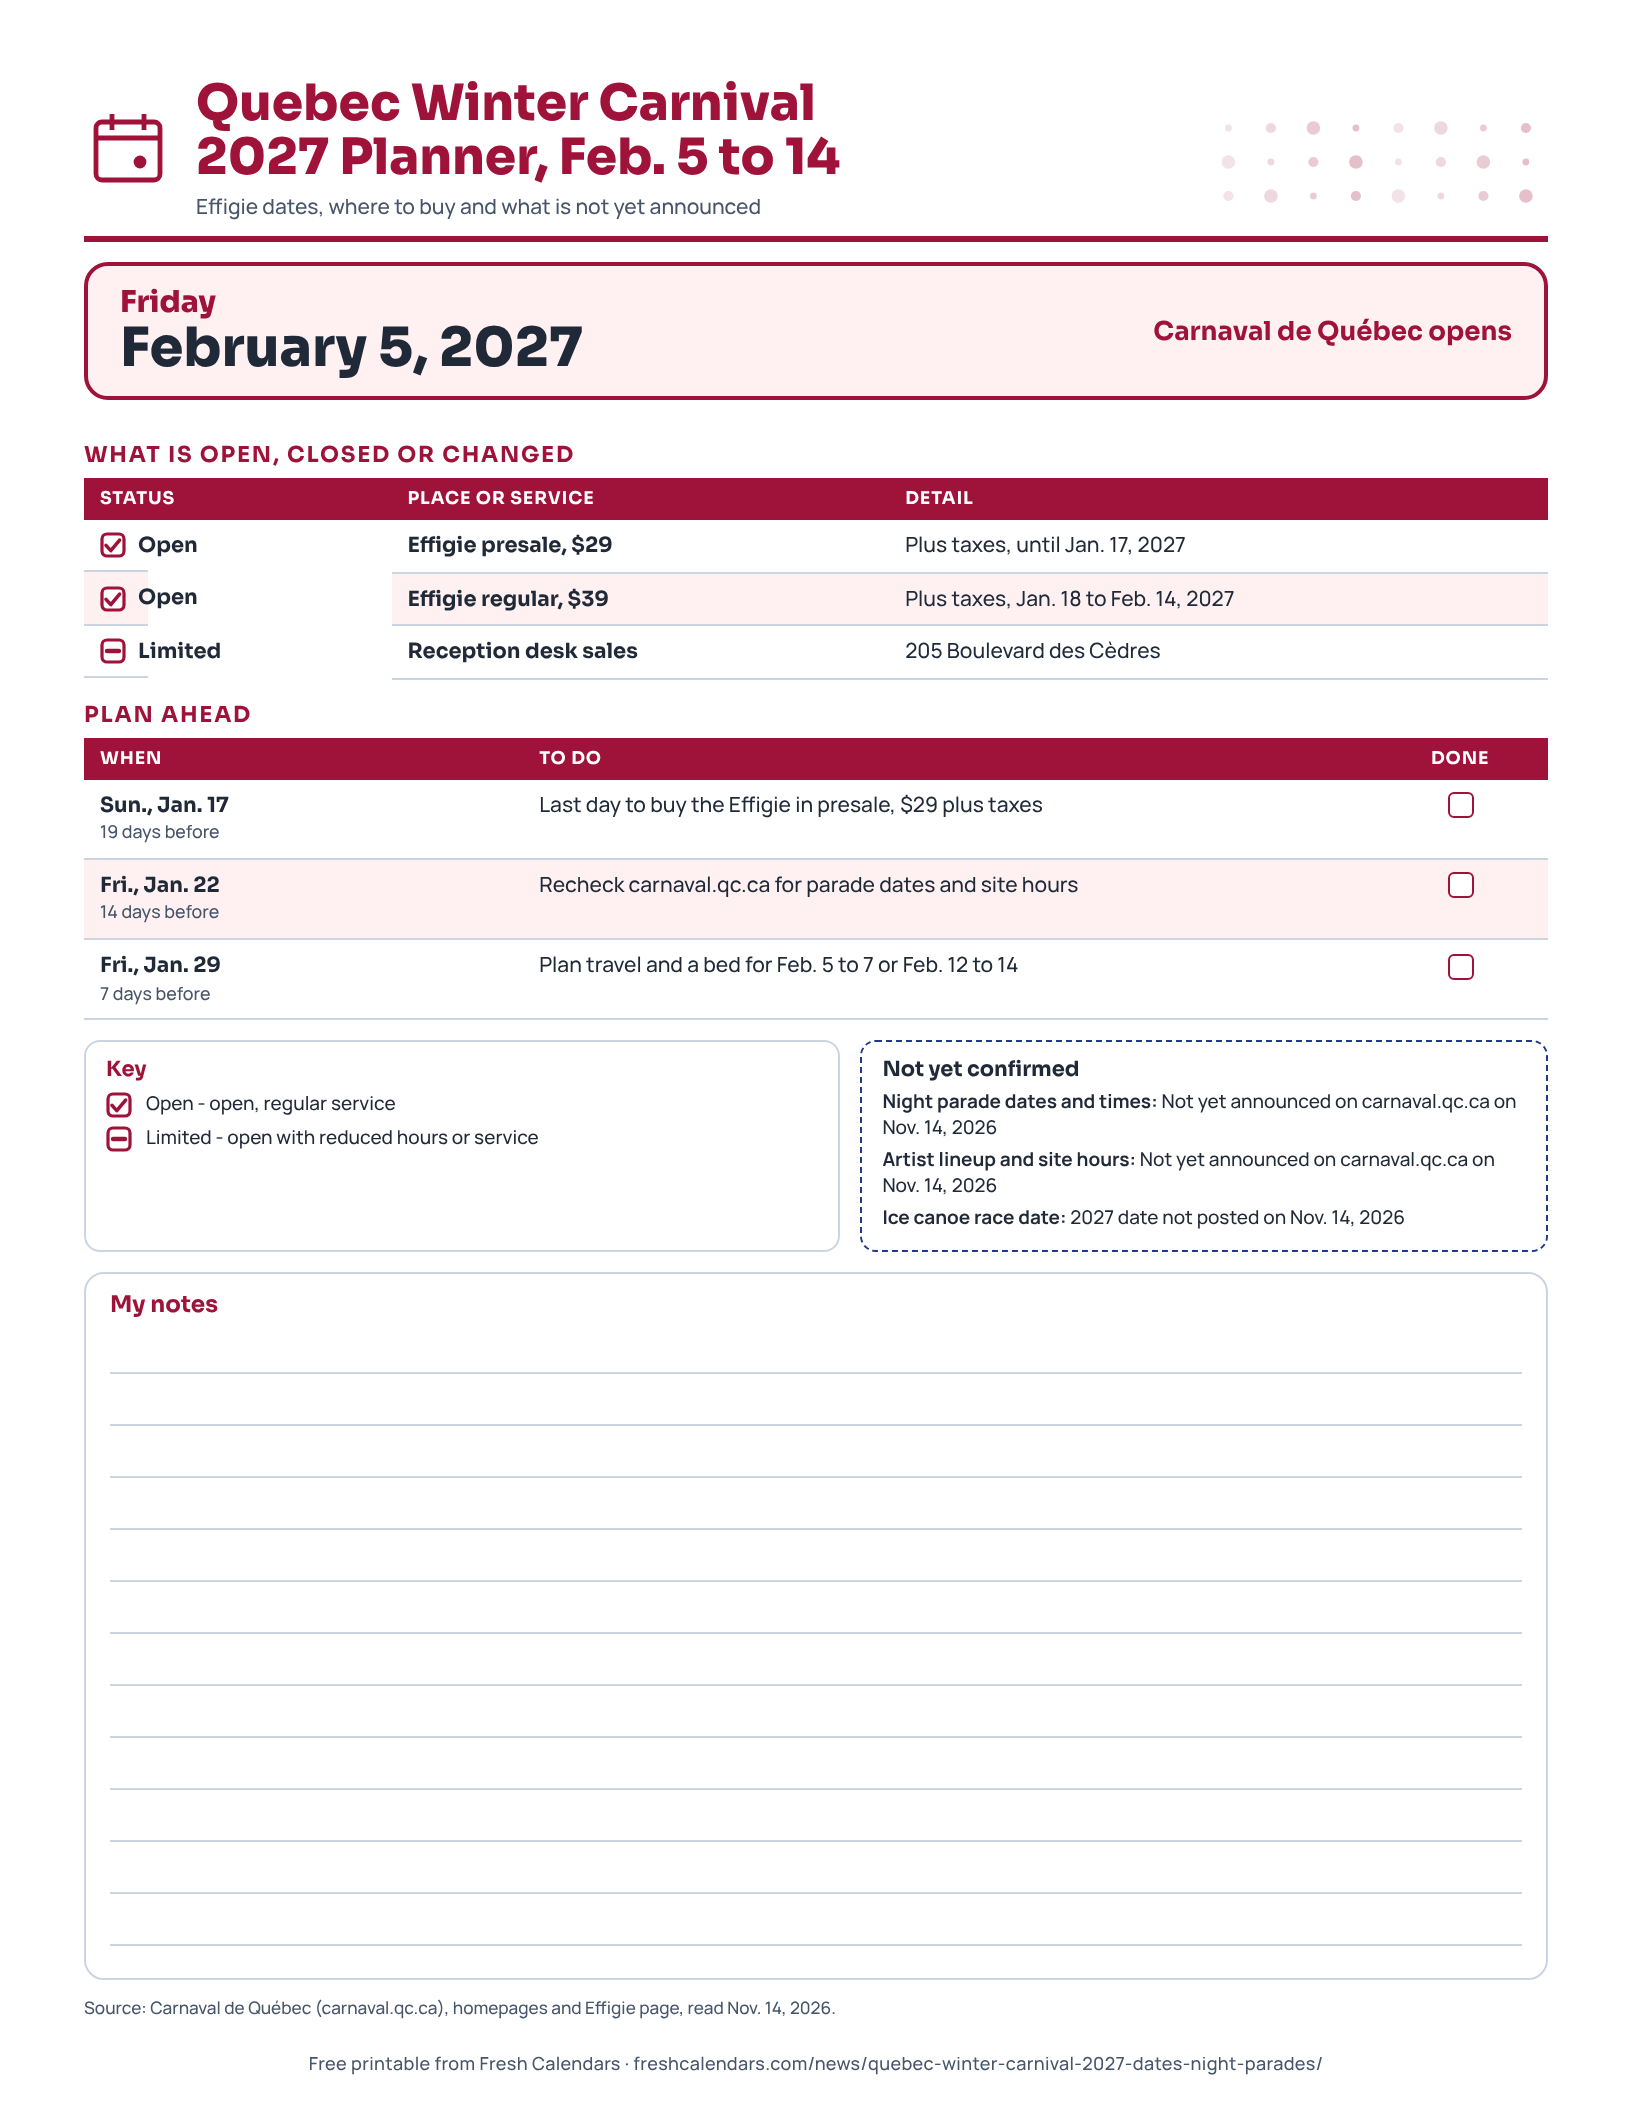 Quebec Winter Carnival
2027 Planner, Feb. 5 to 14
Effigie dates, where to buy and what is not yet announced
Friday
February 5, 2027
Carnaval de Québec opens
WHAT IS OPEN, CLOSED OR CHANGED
STATUS PLACE OR SERVICE DETAIL
Open Effigie presale, $29 Plus taxes, until Jan. 17, 2027
Open Effigie regular, $39 Plus taxes, Jan. 18 to Feb. 14, 2027
Limited Reception desk sales 205 Boulevard des Cèdres
PLAN AHEAD
WHEN TO DO DONE
Sun., Jan. 17 Last day to buy the Effigie in presale, $29 plus taxes
19 days before
Fri., Jan. 22 Recheck carnaval.qc.ca for parade dates and site hours
14 days before
Fri., Jan. 29 Plan travel and a bed for Feb. 5 to 7 or Feb. 12 to 14
7 days before
Key
Open - open, regular service
Limited - open with reduced hours or service
Not yet confirmed
Night parade dates and times: Not yet announced on carnaval.qc.ca on
Nov. 14, 2026
Artist lineup and site hours: Not yet announced on carnaval.qc.ca on
Nov. 14, 2026
Ice canoe race date: 2027 date not posted on Nov. 14, 2026
My notes
Source: Carnaval de Québec (carnaval.qc.ca), homepages and Effigie page, read Nov. 14, 2026.
Free printable from Fresh Calendars · freshcalendars.com/news/quebec-winter-carnival-2027-dates-night-parades/